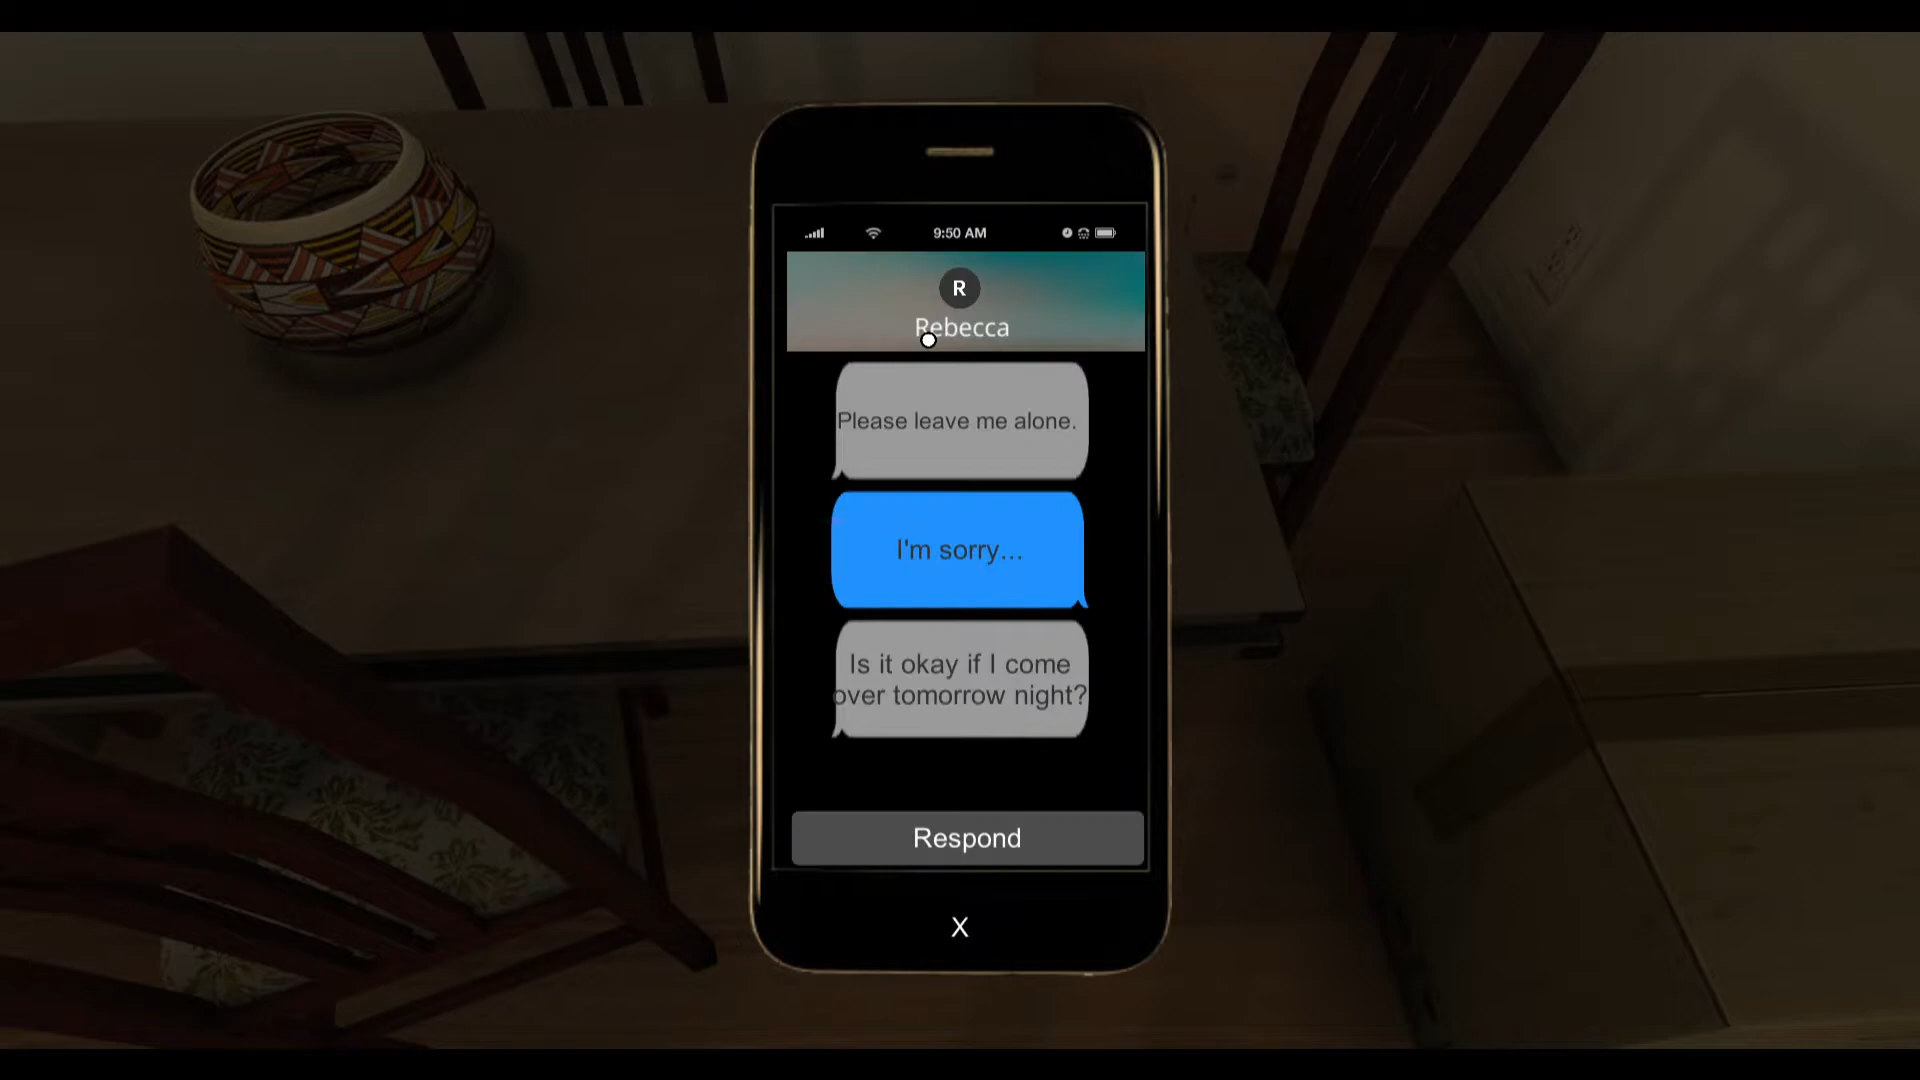 9:50 AM
R
Rebecca
Please leave me alone.
I'm sorry...
Is it okay if I come
over tomorrow night?
Respond
X